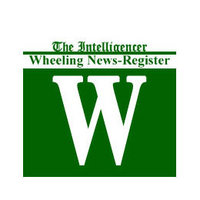 The Intelligencer
Wheeling News-Register
W